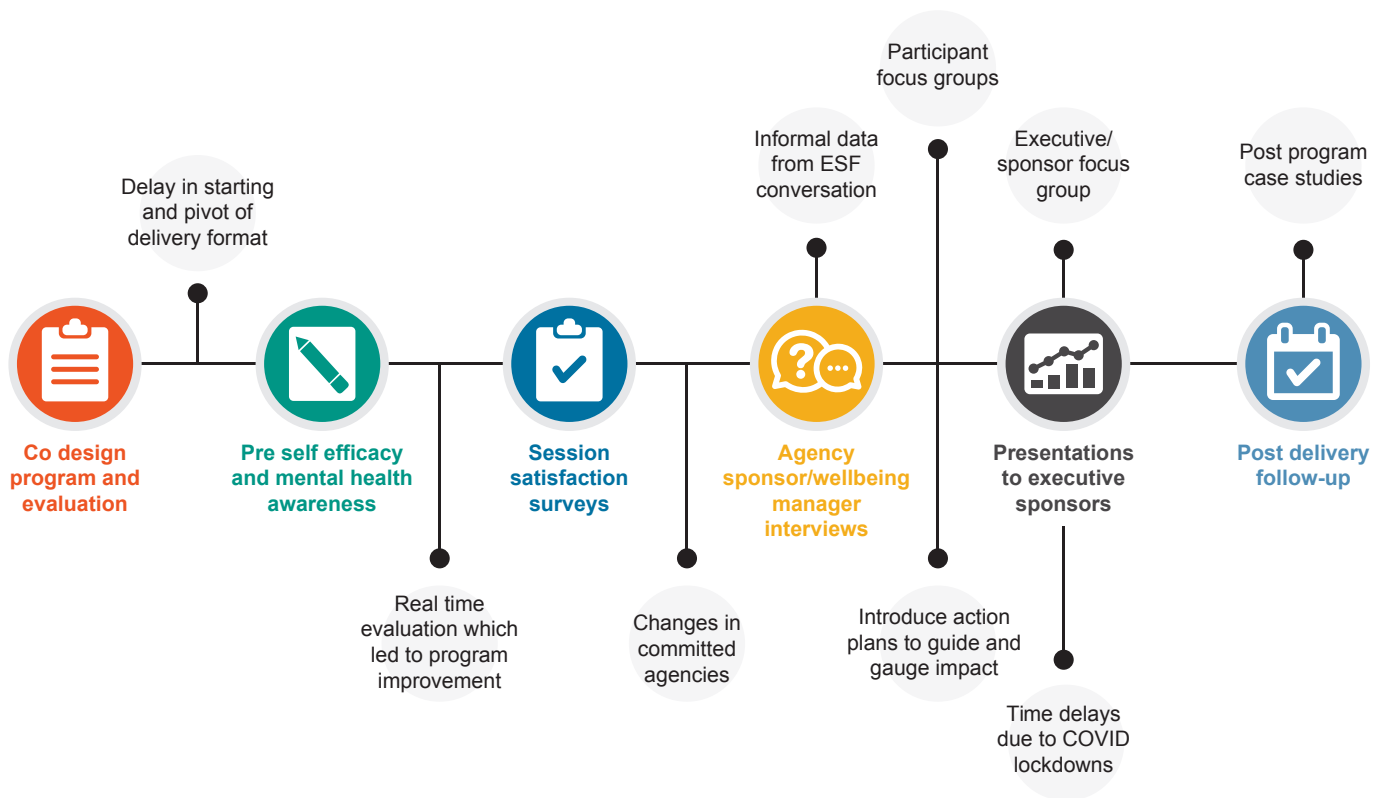 Participant
focus groups
Informal data
from ESF
conversation
Executive/
sponsor focus
group
Post program
case studies
Delay in starting
and pivot of
delivery format
Co design
program and
evaluation
Pre self efficacy
and mental health
awareness
Session
satisfaction
surveys
Agency
sponsor/wellbeing
manager
interviews
Presentations
to executive
sponsors
Post delivery
follow-up
Real time
evaluation which
led to program
improvement
Changes in
committed
agencies
Introduce action
plans to guide and
gauge impact
Time delays
due to COVID
lockdowns